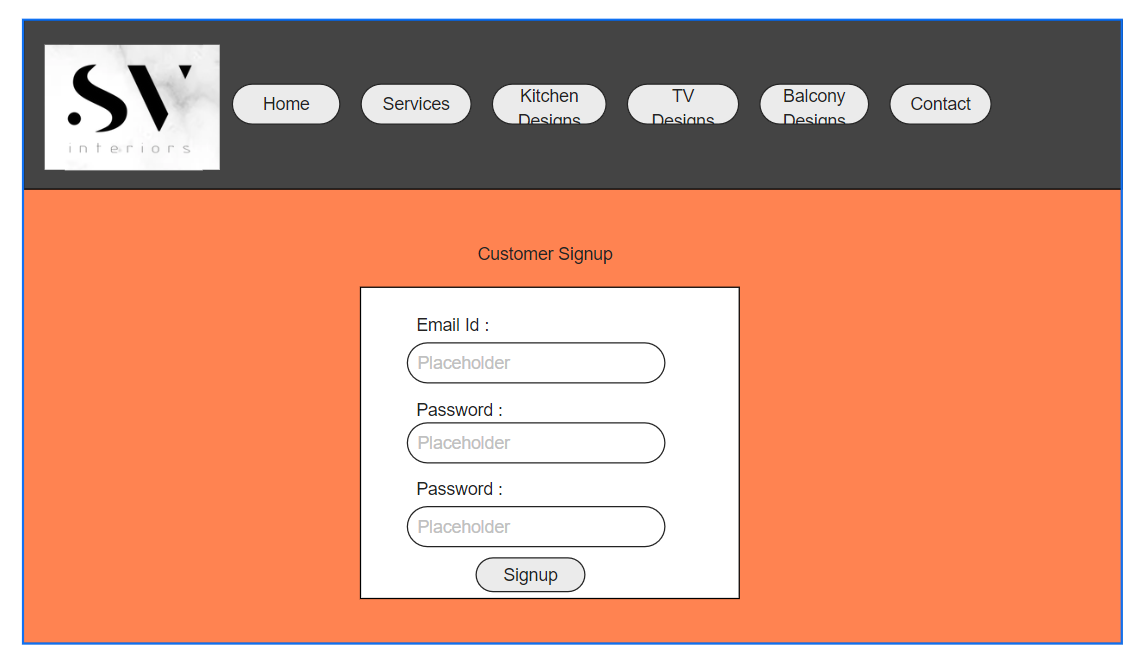 .SV
interiors
Home
Services
Kitchen
Designs
TV
Designs
Balcony
Designs
Contact
Customer Signup
Email Id :
Placeholder
Password :
Placeholder
Password :
Placeholder
Signup